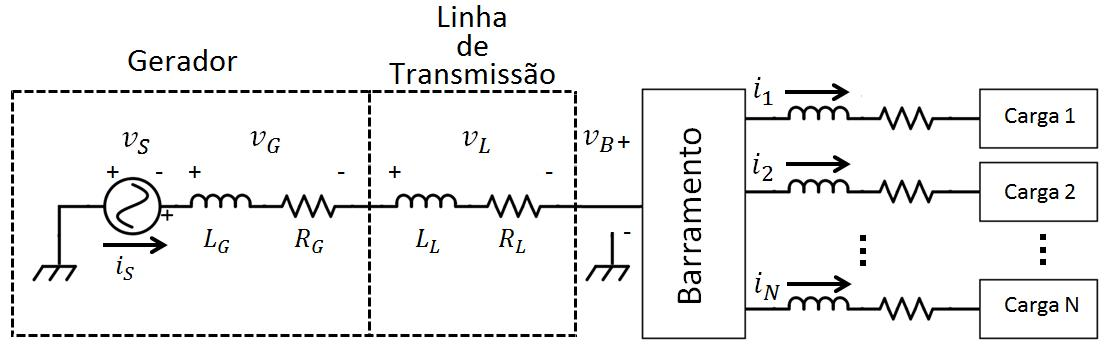 Gerador
Linha
de
Transmissão
v_S
v_G
v_L
v_B +
+ - + - + -
+
-
L_G R_G L_L R_L
i_S
Barramento
i_1
i_2
i_N
Carga 1
Carga 2
Carga N